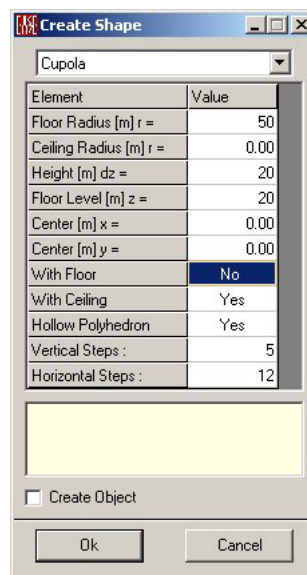 EASE Create Shape
Cupola
Element Value
Floor Radius [m] r = 50
Ceiling Radius [m] r = 0.00
Height [m] dz = 20
Floor Level [m] z = 20
Center [m] x = 0.00
Center [m] y = 0.00
With Floor No
With Ceiling Yes
Hollow Polyhedron Yes
Vertical Steps : 5
Horizontal Steps : 12
Create Object
Ok Cancel